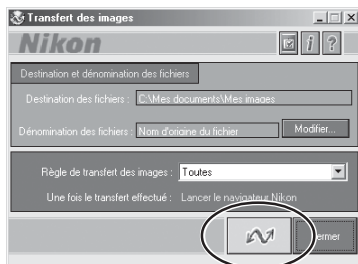 Transfert des images
Nikon
Destination et dénomination des fichiers
Destination des fichiers : C:\Mes documents\Mes images
Dénomination des fichiers : Nom d'origine du fichier Modifier...
Règle de transfert des images : Toutes
Une fois le transfert effectué : Lancer le navigateur Nikon
ermer